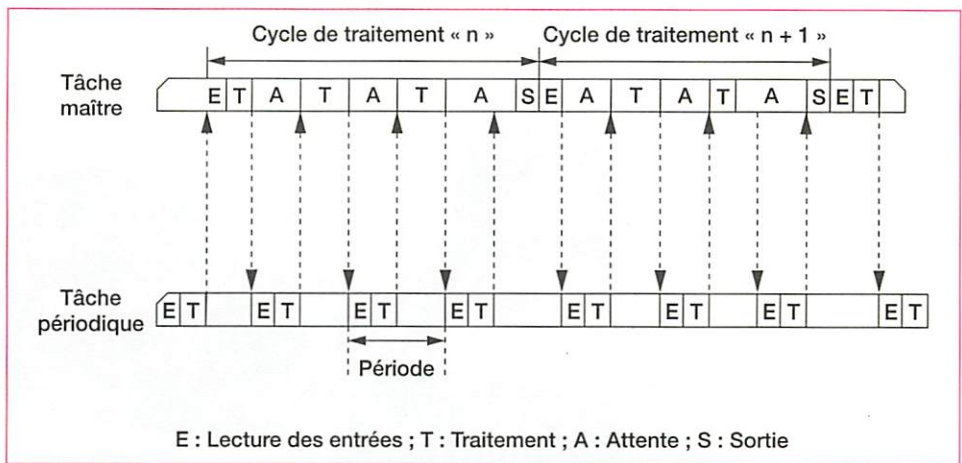 Cycle de traitement « n » Cycle de traitement « n + 1 »
Tâche maître
E T A T A T A S E A T A T A S E T
Tâche périodique
E T E T E T E T E T E T E T E T
Période
E : Lecture des entrées ; T : Traitement ; A : Attente ; S : Sortie